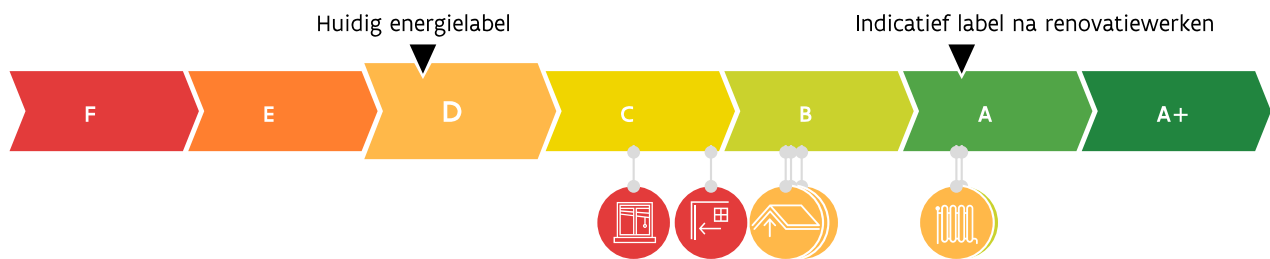 Huidig energielabel
Indicatief label na renovatiewerken
F
E
D
C
B
A
A+